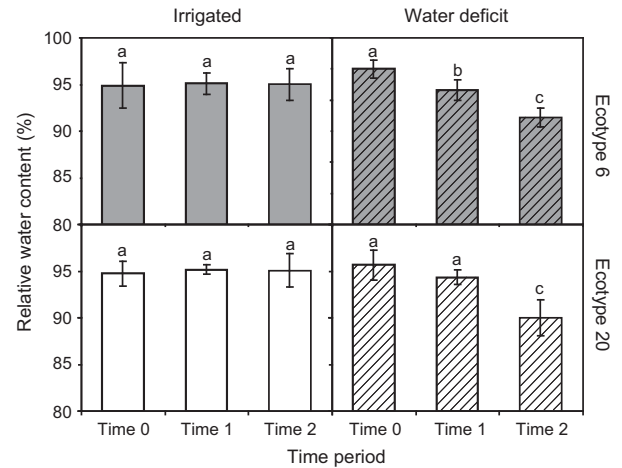 Irrigated Water deficit
100
a a a a b c
95
90
85
80
Relative water content (%)
Ecotype 6
a a a a a c
95
90
85
80
Ecotype 20
Time 0 Time 1 Time 2 Time 0 Time 1 Time 2
Time period